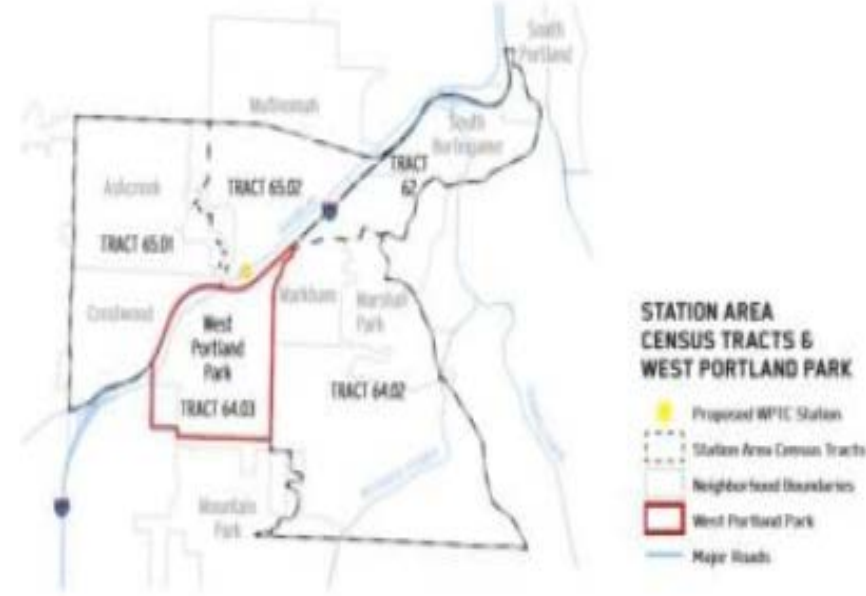 South
Portland
Multnomah
South
Burlingame
TRACT
62
Ashcreek
TRACT 65.02
TRACT 65.01
Crestwood
Markham
Marshall
Park
West
Portland
Park
TRACT 64.03
TRACT 64.02
Mountain
Park
STATION AREA
CENSUS TRACTS &
WEST PORTLAND PARK
Proposed WPTC Station
Station Area Census Tracts
Neighborhood Boundaries
West Portland Park
Major Roads